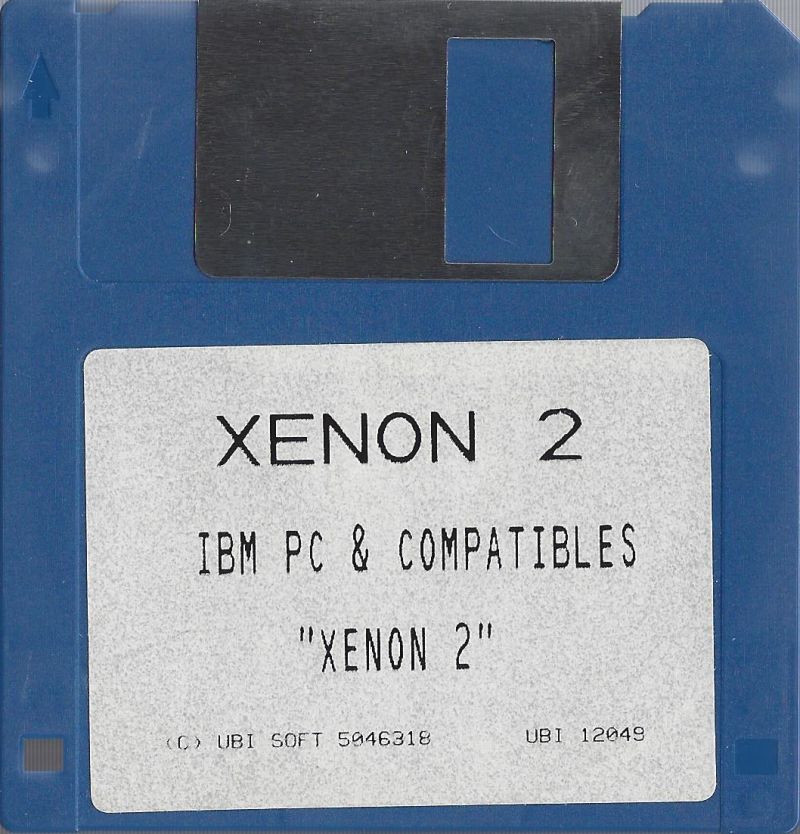 XENON 2
IBM PC & COMPATIBLES
"XENON 2"
(C) UBI SOFT 5046318 UBI 12049